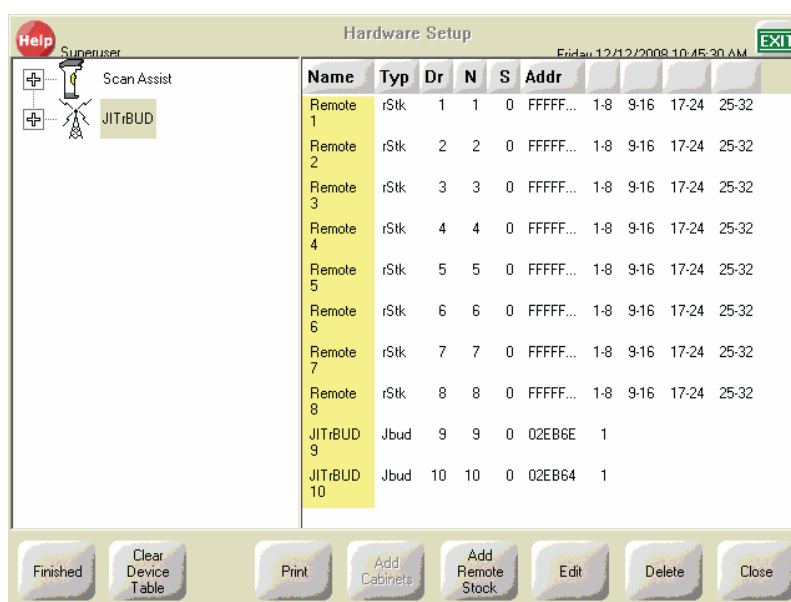 Help
Hardware Setup
EXIT
Superuser
Friday 12/12/2008 10:45:30 AM
Scan Assist
JITrBUD
Name Typ Dr N S Addr
Remote 1 rStk 1 1 0 FFFFF... 1-8 9-16 17-24 25-32
Remote 2 rStk 2 2 0 FFFFF... 1-8 9-16 17-24 25-32
Remote 3 rStk 3 3 0 FFFFF... 1-8 9-16 17-24 25-32
Remote 4 rStk 4 4 0 FFFFF... 1-8 9-16 17-24 25-32
Remote 5 rStk 5 5 0 FFFFF... 1-8 9-16 17-24 25-32
Remote 6 rStk 6 6 0 FFFFF... 1-8 9-16 17-24 25-32
Remote 7 rStk 7 7 0 FFFFF... 1-8 9-16 17-24 25-32
Remote 8 rStk 8 8 0 FFFFF... 1-8 9-16 17-24 25-32
JITrBUD 9 Jbud 9 9 0 02EB6E 1
JITrBUD 10 Jbud 10 10 0 02EB64 1
Finished
Clear Device Table
Print
Add Cabinets
Add Remote Stock
Edit
Delete
Close